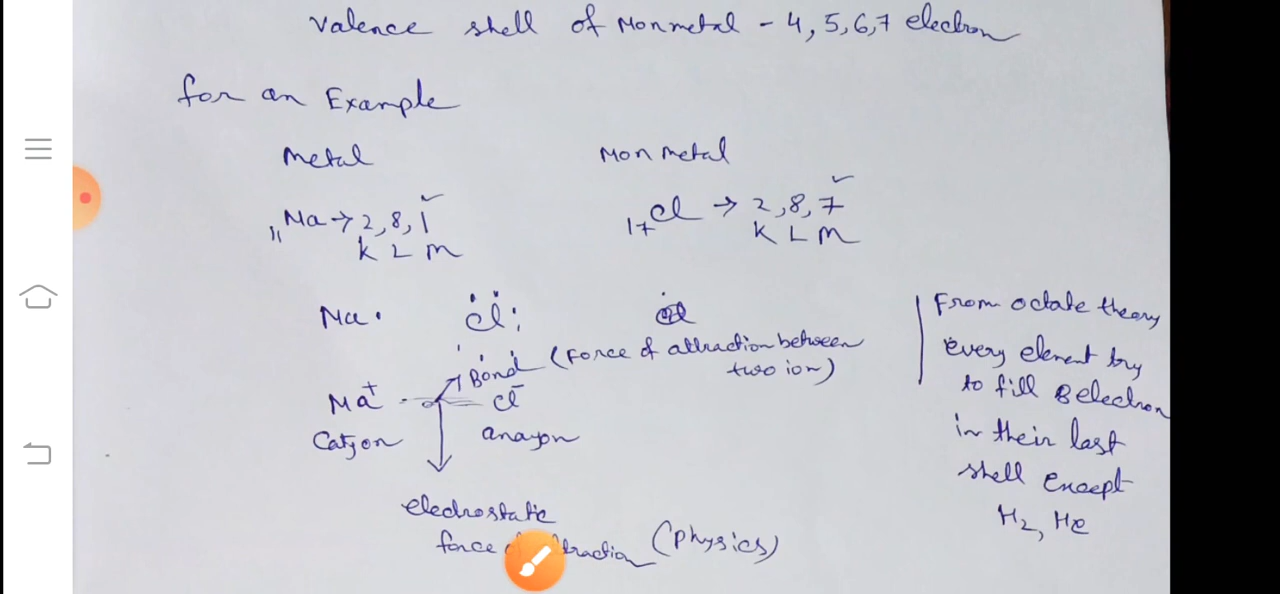 Valence shell of Nonmetal - 4, 5, 6, 7 electron
for an Example
Metal Non metal
11Na → 2, 8, 1 17Cl → 2, 8, 7
K L M K L M
Na· Cl
Bond (Force of attraction between two ion)
Na+ Cl-
Catyon anayon
electrostatic
force attraction (Physics)
From octate theory
every element try
to fill 8 electron
in their last
shell except
H2, He